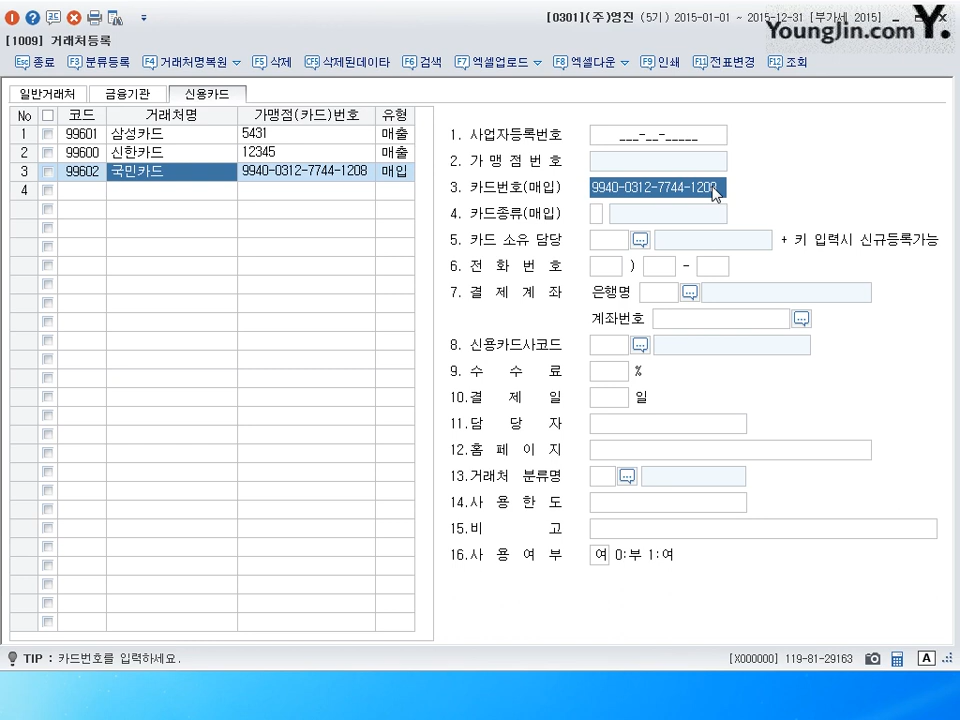 [0301](주)영진 (5기) 2015-01-01 ~ 2015-12-31 [부가세 2015]
YoungJin.com Y.
[1009] 거래처등록
Esc 종료 F3 분류등록 F4 거래처명복원 F5 삭제 CF5 삭제된데이타 F6 검색 F7 엑셀업로드 F8 엑셀다운 F9 인쇄 F11 전표변경 F12 조회
일반거래처 금융기관 신용카드
No 코드 거래처명 가맹점(카드)번호 유형
1 99601 삼성카드 5431 매출
2 99600 신한카드 12345 매출
3 99602 국민카드 9940-0312-7744-1208 매입
4
1. 사업자등록번호 ___-__-_____
2. 가 맹 점 번 호
3. 카드번호(매입) 9940-0312-7744-1208
4. 카드종류(매입)
5. 카드 소유 담당 + 키 입력시 신규등록가능
6. 전 화 번 호 ) -
7. 결 제 계 좌 은행명
계좌번호
8. 신용카드사코드
9. 수 수 료 %
10.결 제 일 일
11.담 당 자
12.홈 페 이 지
13.거래처 분류명
14.사 용 한 도
15.비 고
16.사 용 여 부 여 0:부 1:여
TIP : 카드번호를 입력하세요.
[X000000] 119-81-29163 A